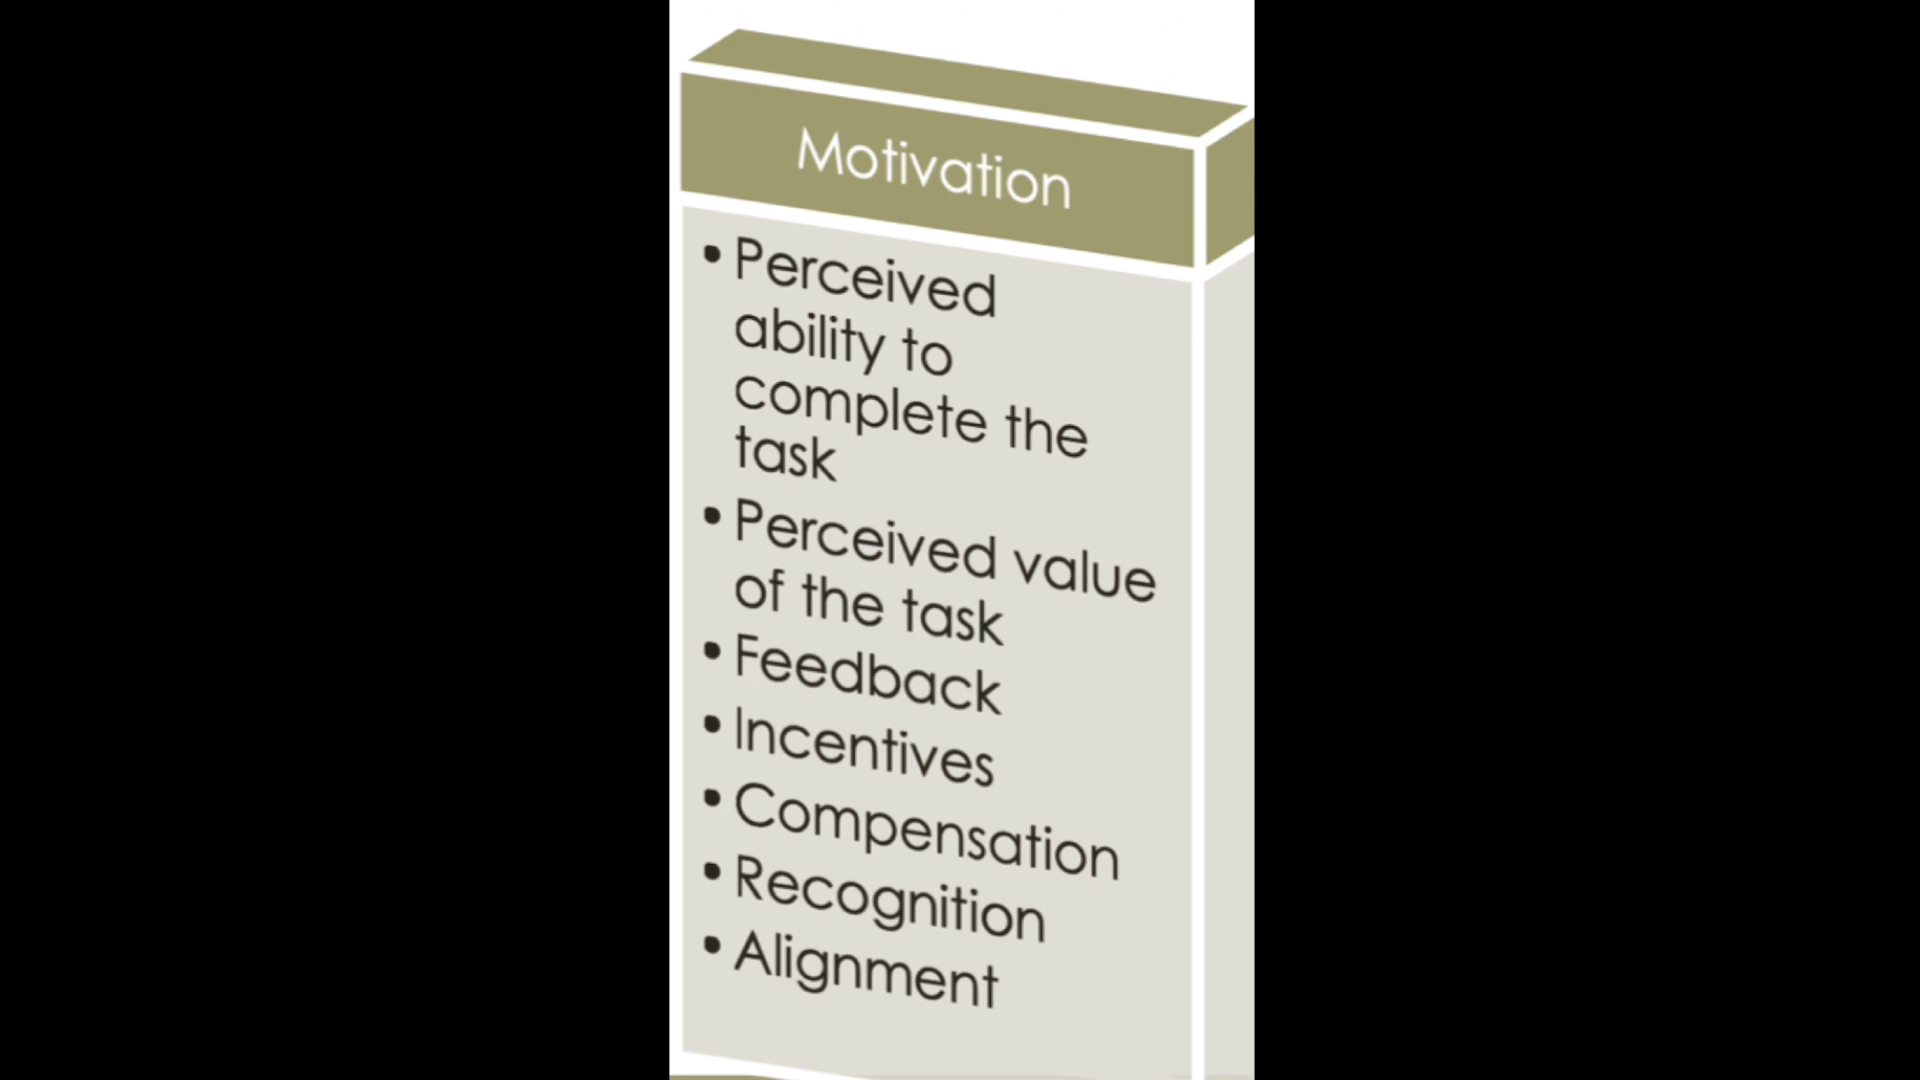 Motivation
• Perceived
ability to
complete the
task
• Perceived value
of the task
• Feedback
• Incentives
• Compensation
• Recognition
• Alignment